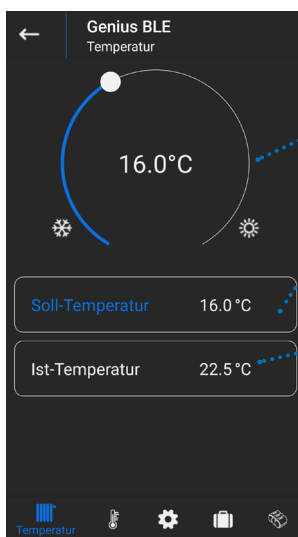 Genius BLE
Temperatur
16.0°C
Soll-Temperatur 16.0 °C
Ist-Temperatur 22.5 °C
Temperatur